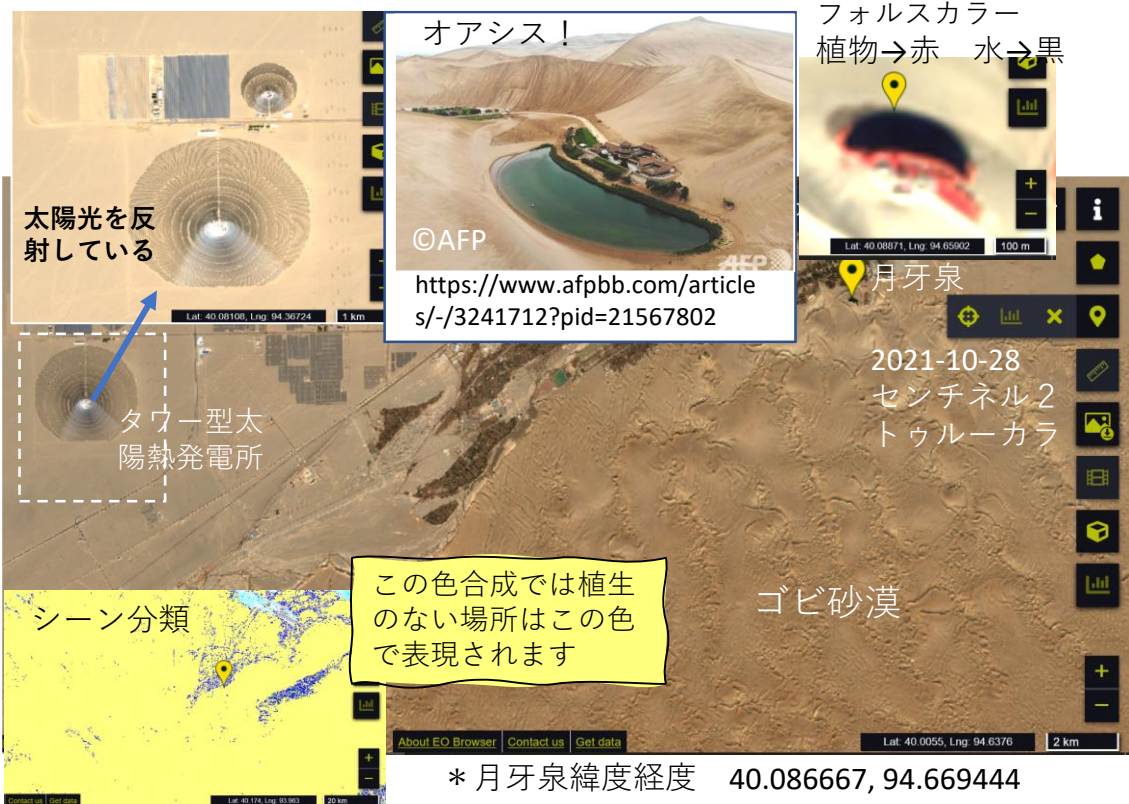 フォルスカラー
植物→赤　水→黒
オアシス！
太陽光を反
射している
©AFP
AFP
Lat: 40.08871, Lng: 94.65902
100 m
https://www.afpbb.com/article
s/-/3241712?pid=21567802
Lat: 40.08108, Lng: 94.36724
1 km
月牙泉
2021-10-28
センチネル２
トゥルーカラ
タワー型太
陽熱発電所
この色合成では植生
のない場所はこの色
で表現されます
ゴビ砂漠
シーン分類
About EO Browser
Contact us
Get data
Lat: 40.0055, Lng: 94.6376
2 km
Contact us
Get data
Lat: 40.174, Lng: 93.983
20 km
＊月牙泉緯度経度　40.086667, 94.669444